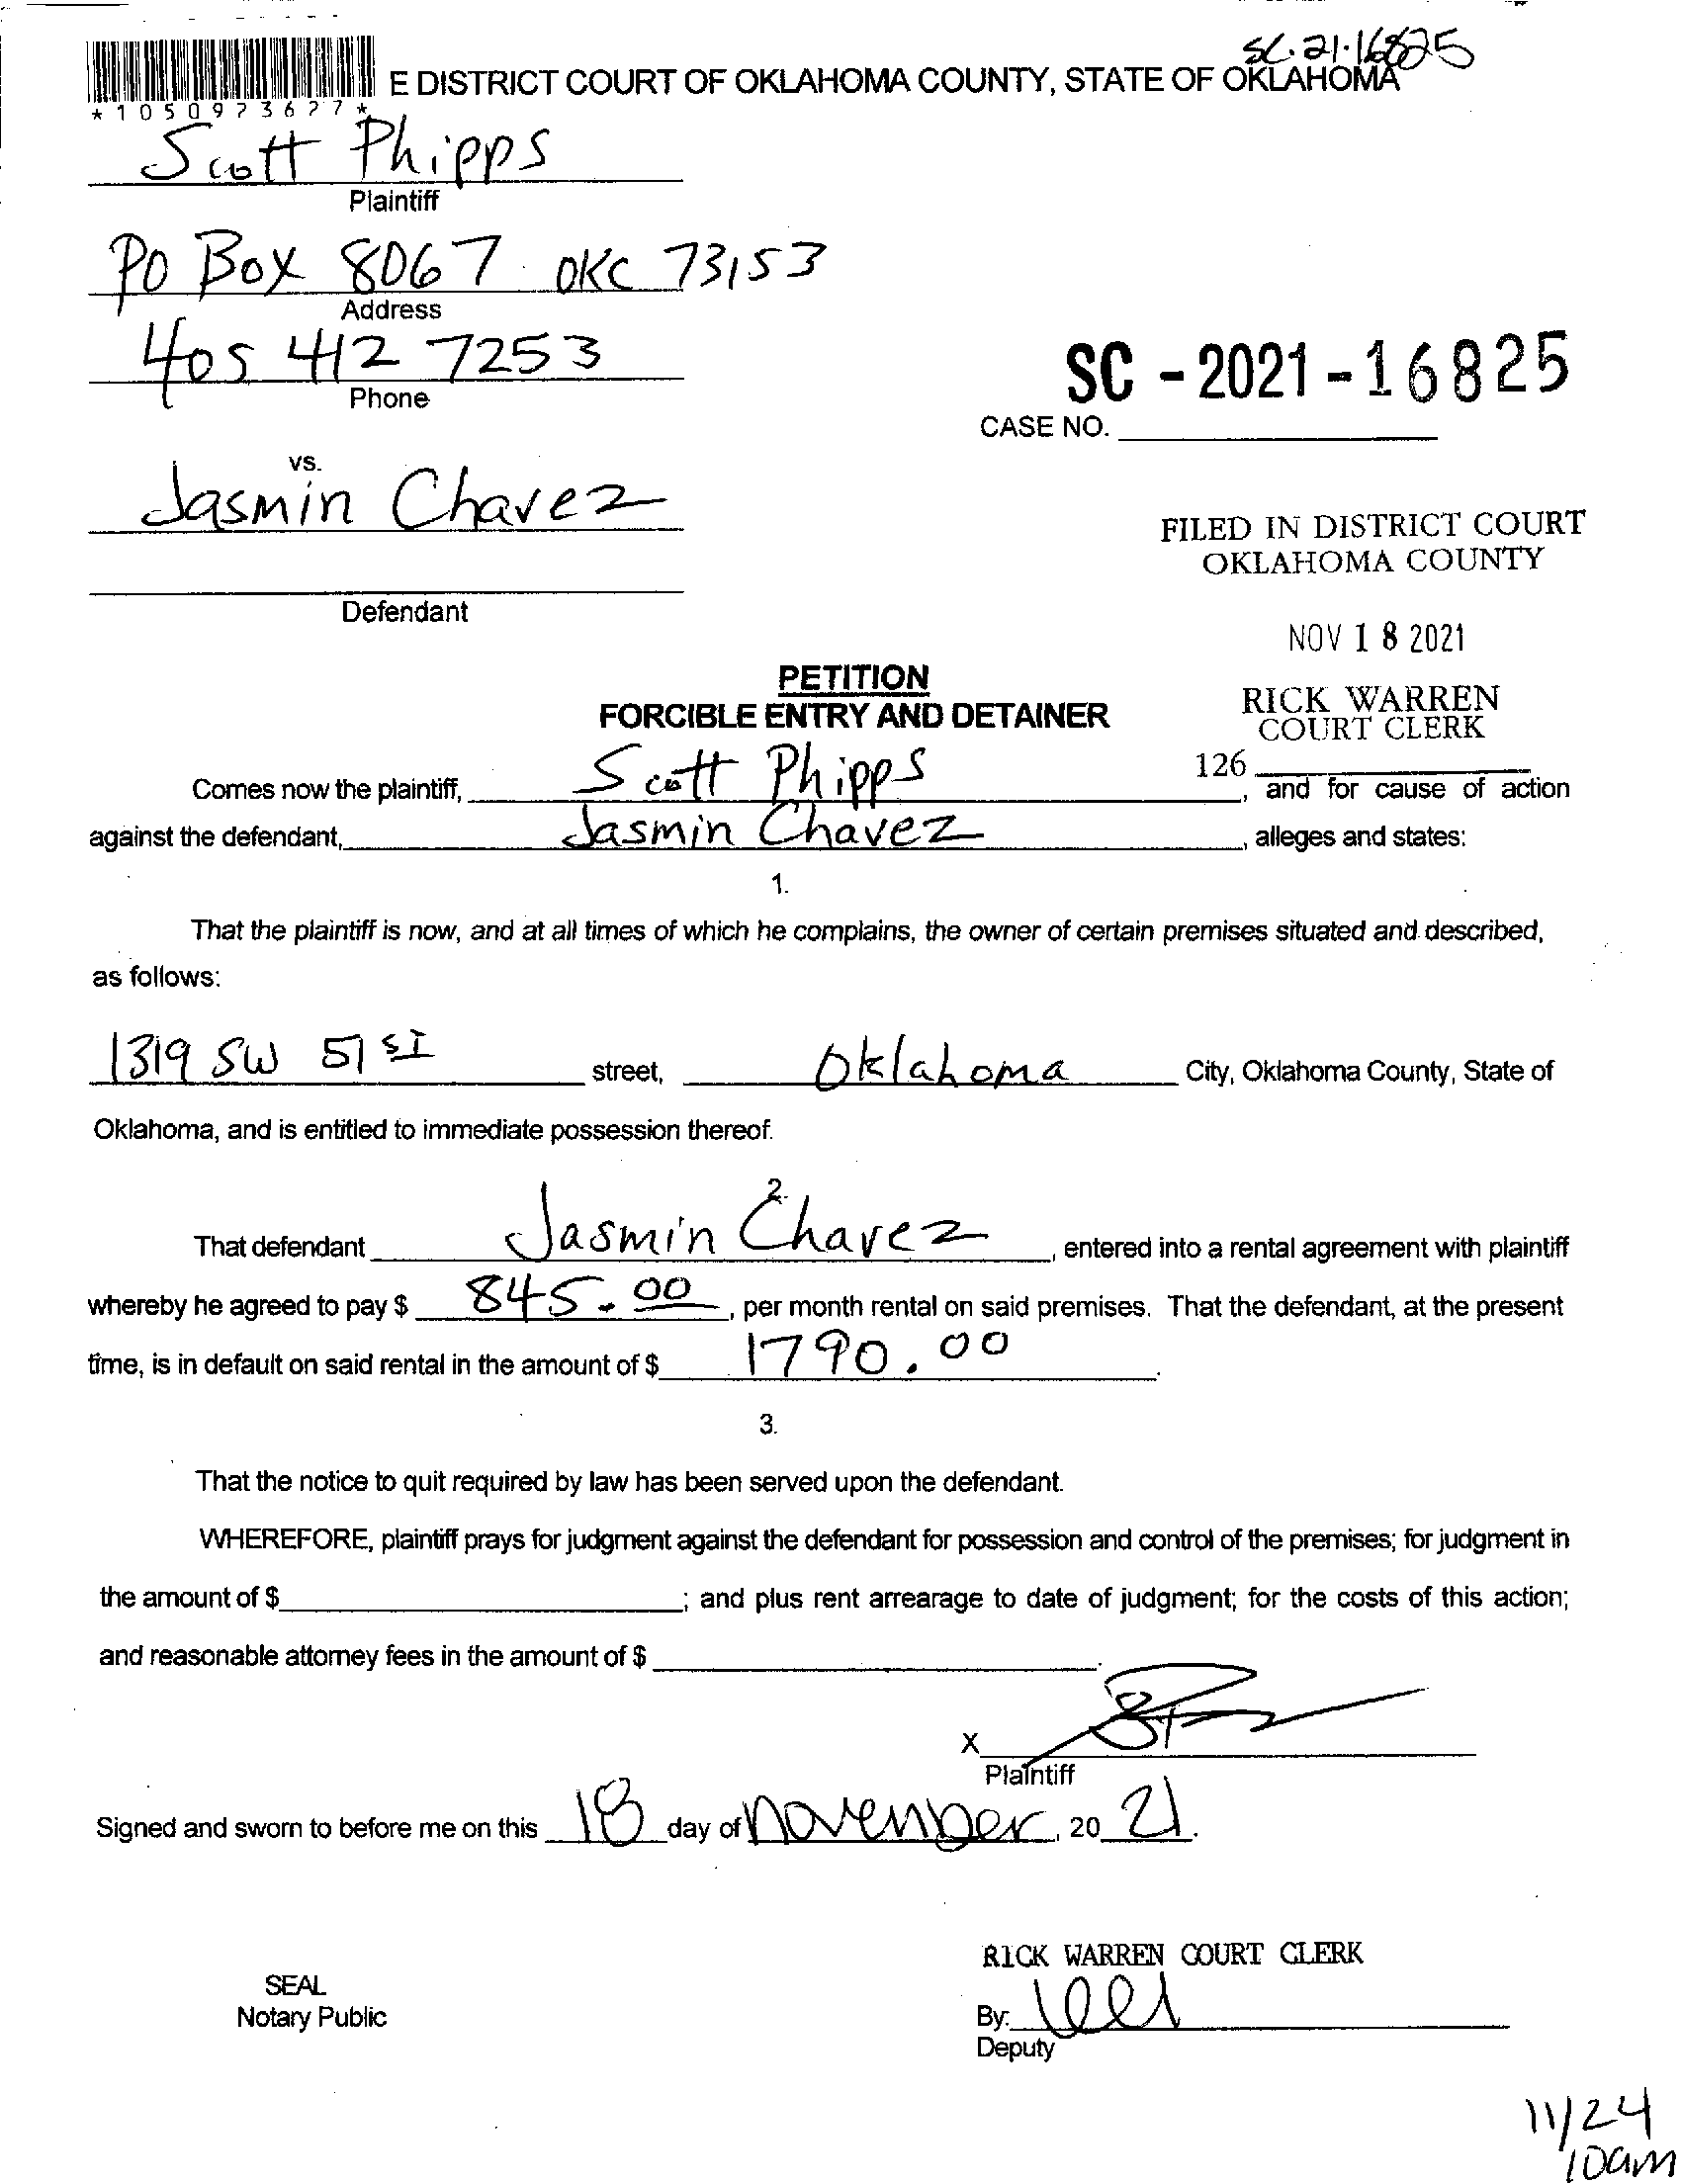 SC-21-16825
E DISTRICT COURT OF OKLAHOMA COUNTY, STATE OF OKLAHOMA
*1050973677*
Scott Phipps
Plaintiff
PO Box 8067 OKC 73153
Address
405 412 7253
Phone
SC - 2021 - 16825
CASE NO.
vs.
Jasmin Chavez
FILED IN DISTRICT COURT
OKLAHOMA COUNTY
Defendant
NOV 18 2021
PETITION
FORCIBLE ENTRY AND DETAINER
RICK WARREN
COURT CLERK
126
Comes now the plaintiff, Scott Phipps, and for cause of action
against the defendant, Jasmin Chavez, alleges and states:
1.
That the plaintiff is now, and at all times of which he complains, the owner of certain premises situated and described,
as follows:
1319 SW 51 ST street, Oklahoma City, Oklahoma County, State of
Oklahoma, and is entitled to immediate possession thereof.
2.
That defendant Jasmin Chavez, entered into a rental agreement with plaintiff
whereby he agreed to pay $ 845.00, per month rental on said premises. That the defendant, at the present
time, is in default on said rental in the amount of $ 1790.00.
3.
That the notice to quit required by law has been served upon the defendant.
WHEREFORE, plaintiff prays for judgment against the defendant for possession and control of the premises; for judgment in
the amount of $ ; and plus rent arrearage to date of judgment; for the costs of this action;
and reasonable attorney fees in the amount of $ .
X
Plaintiff
Signed and sworn to before me on this 18 day of november, 20 21.
RICK WARREN COURT CLERK
SEAL
Notary Public
By:
Deputy
11/24
10am